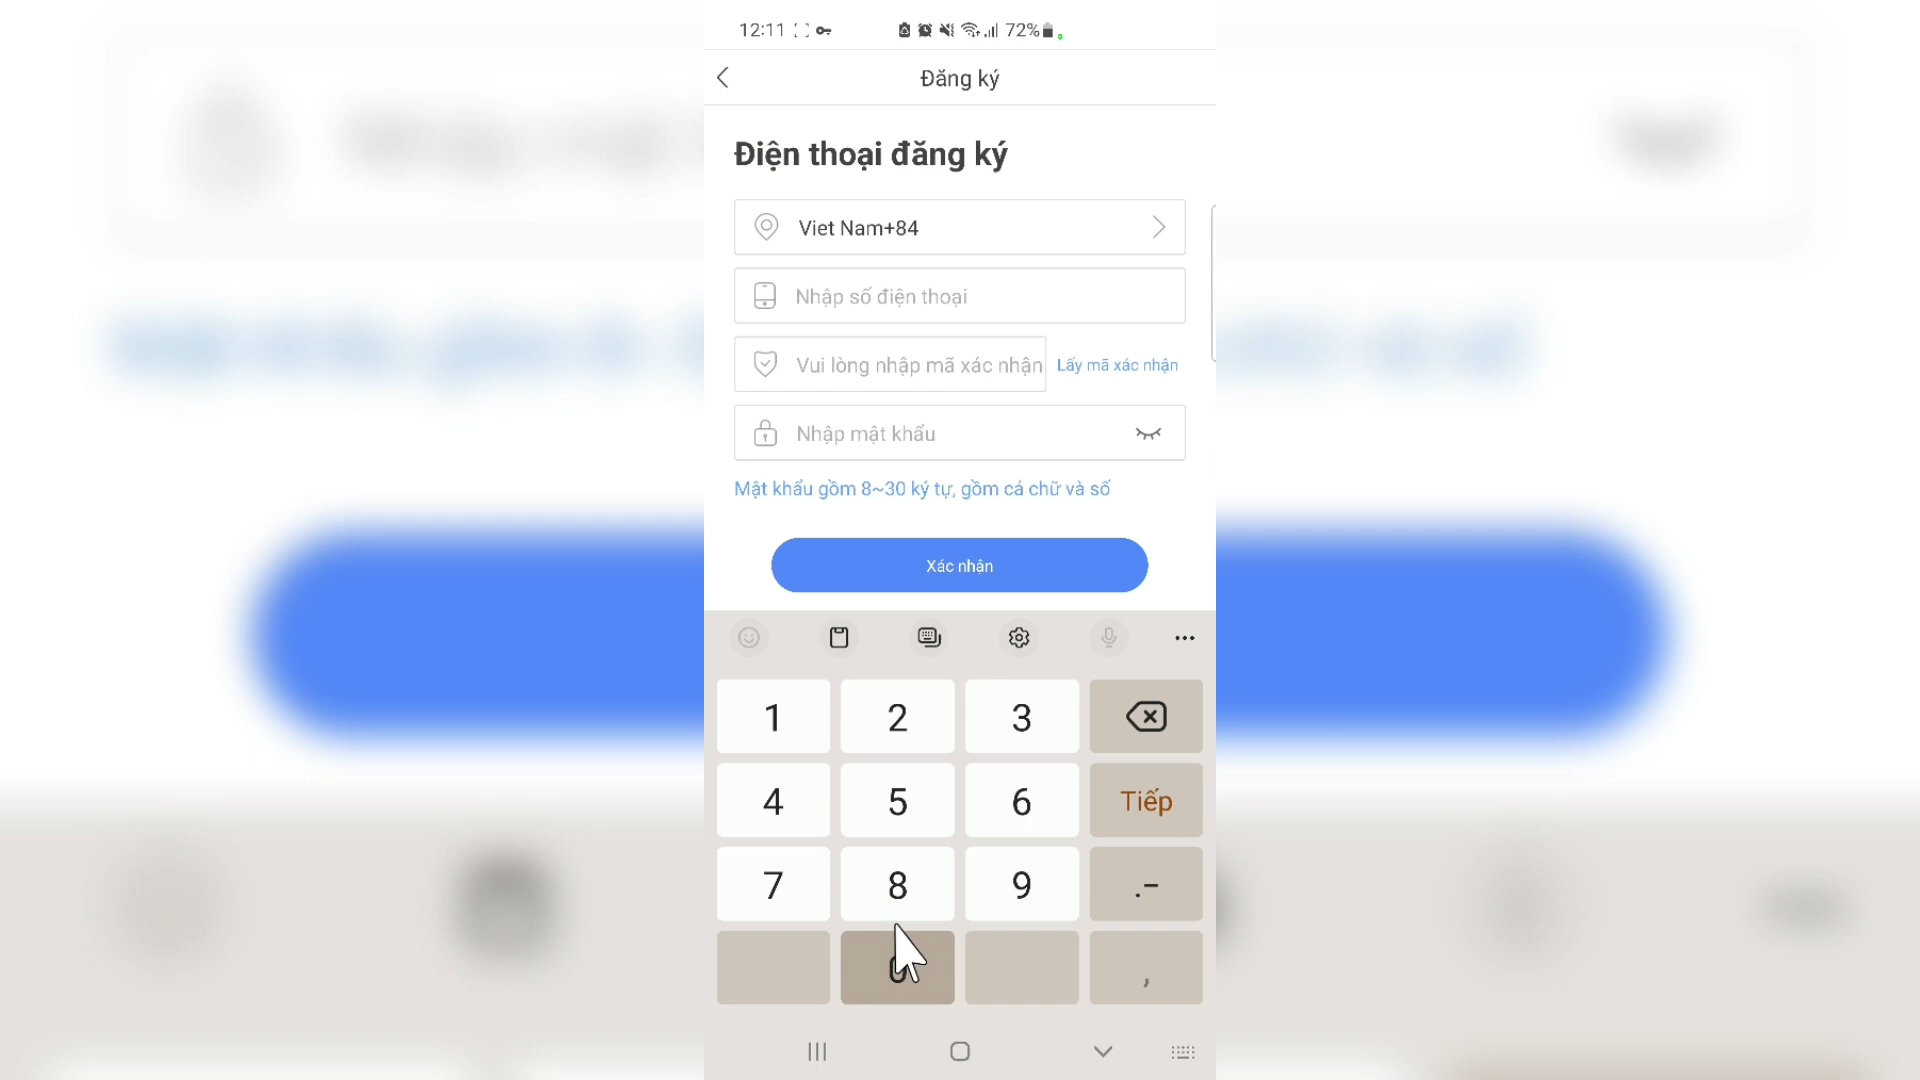 12:11 72%
Đăng ký
Điện thoại đăng ký
Viet Nam+84
Nhập số điện thoại
Vui lòng nhập mã xác nhận Lấy mã xác nhận
Nhập mật khẩu
Mật khẩu gồm 8~30 ký tự, gồm cả chữ và số
Xác nhận
1 2 3
4 5 6 Tiếp
7 8 9 .-
0 ,